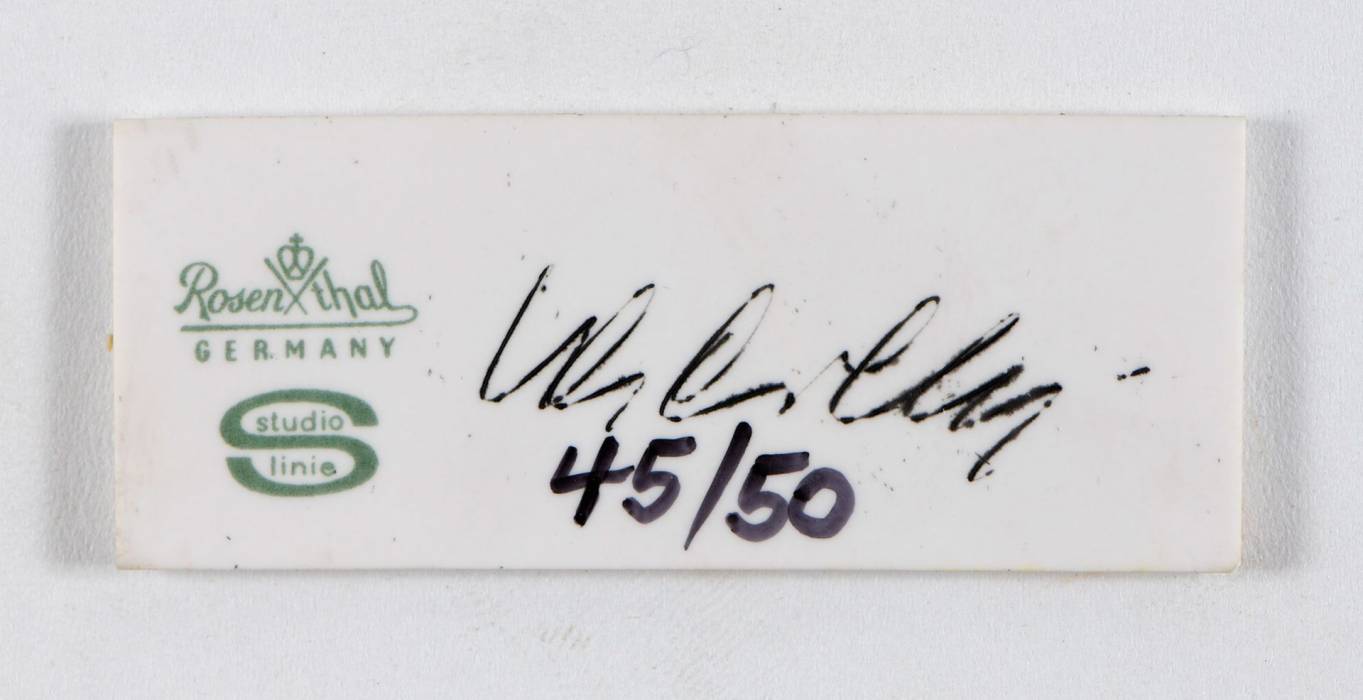 Rosenthal
GERMANY
studio
linie
45/50